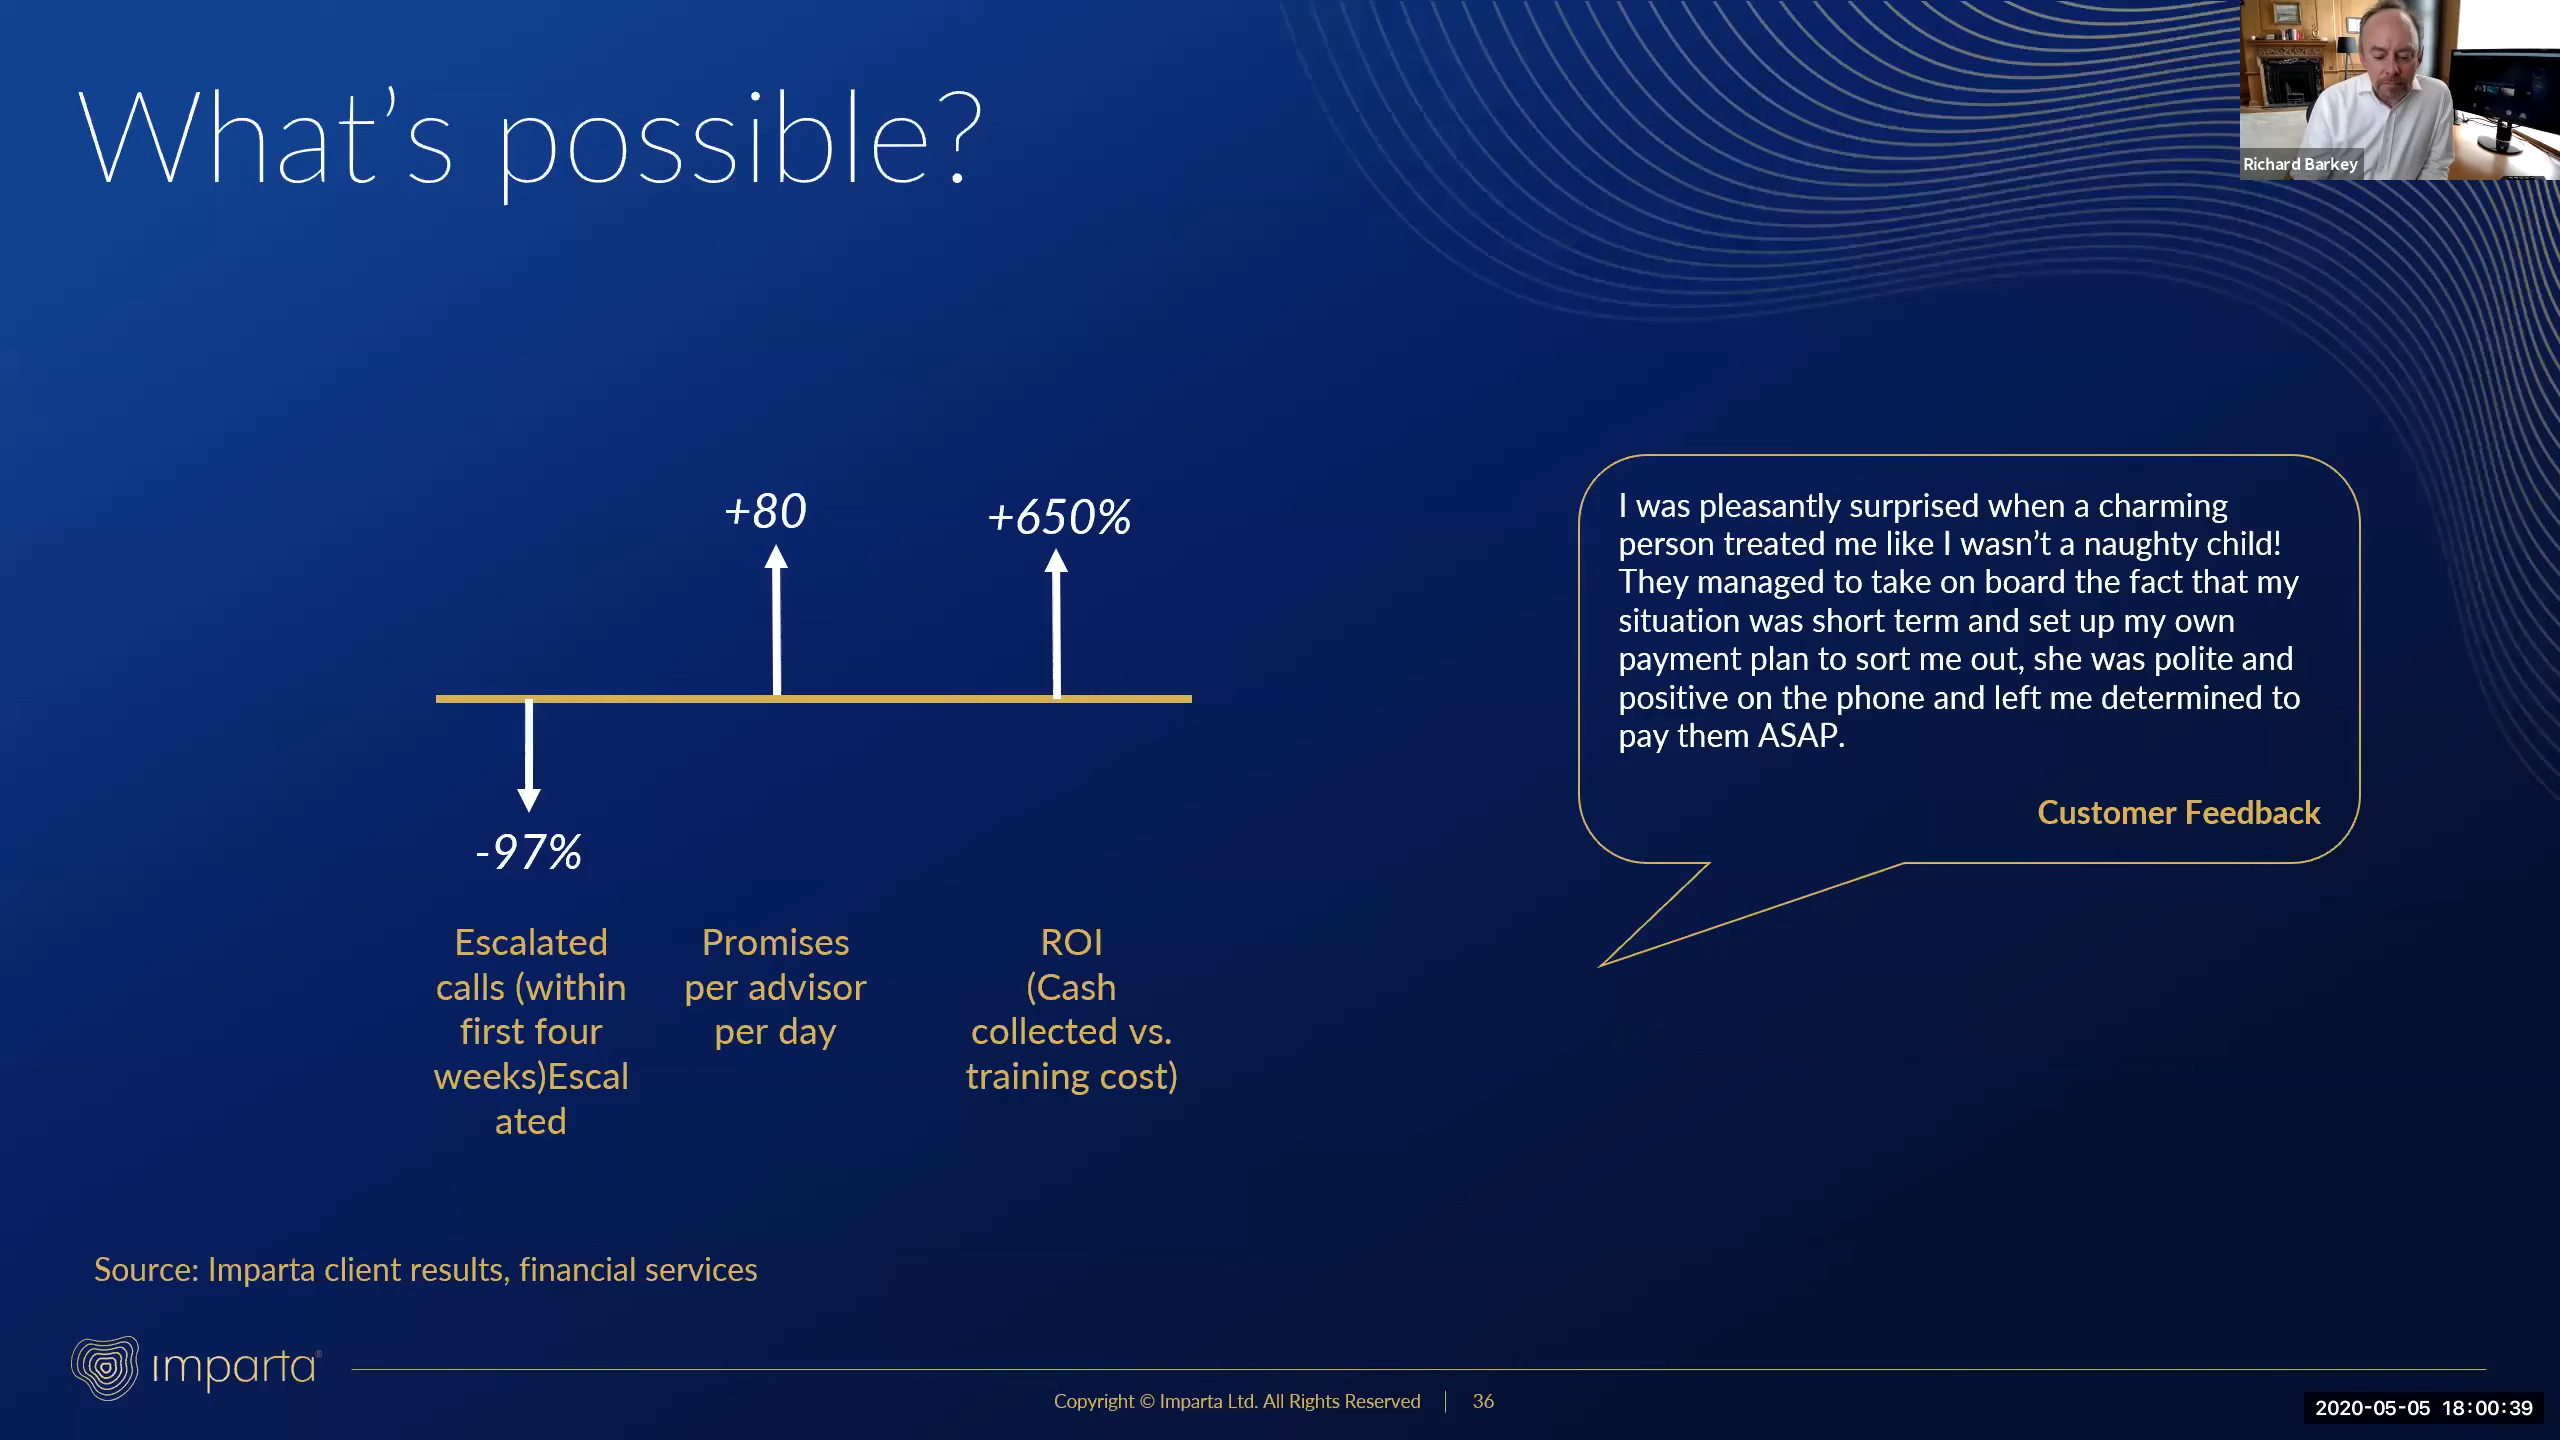 What’s possible?
Richard Barkey
+80
+650%
-97%
Escalated
calls (within
first four
weeks)Escal
ated
Promises
per advisor
per day
ROI
(Cash
collected vs.
training cost)
I was pleasantly surprised when a charming
person treated me like I wasn’t a naughty child!
They managed to take on board the fact that my
situation was short term and set up my own
payment plan to sort me out, she was polite and
positive on the phone and left me determined to
pay them ASAP.
Customer Feedback
Source: Imparta client results, financial services
imparta®
Copyright © Imparta Ltd. All Rights Reserved | 36
2020-05-05 18:00:39